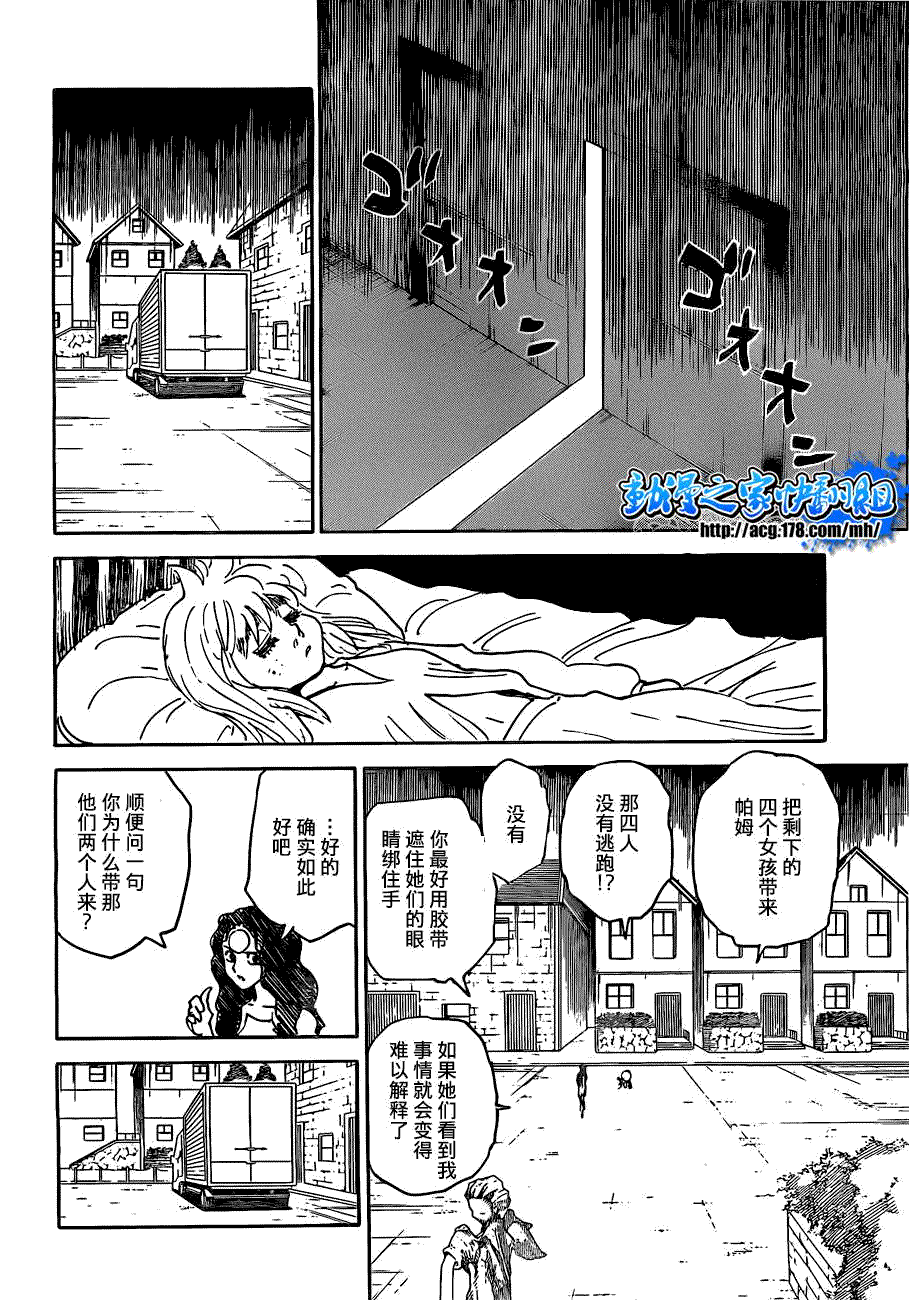 ゴオオン
ゴオオン
動漫之家快翻组
http://acg.178.com/mh/
把剩下的
四个女孩带来
帕姆
那四人
没有逃跑!?
没有
你最好用胶带
遮住她们的眼
睛绑住手
如果她们看到我
事情就会变得
难以解释了
…好的
确实如此
好吧
顺便问一句
你为什么带那
他们两个人来?